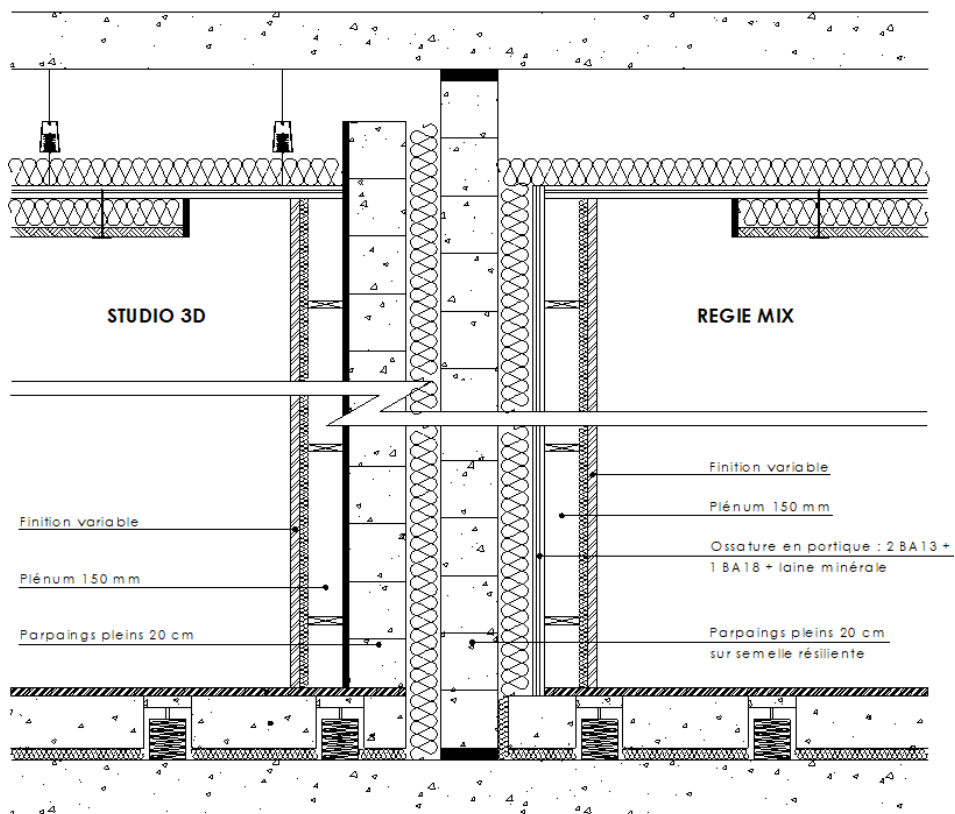 STUDIO 3D
REGIE MIX
Finition variable
Plénum 150 mm
Parpaings pleins 20 cm
Finition variable
Plénum 150 mm
Ossature en portique : 2 BA13 +
1 BA18 + laine minérale
Parpaings pleins 20 cm
sur semelle résiliente